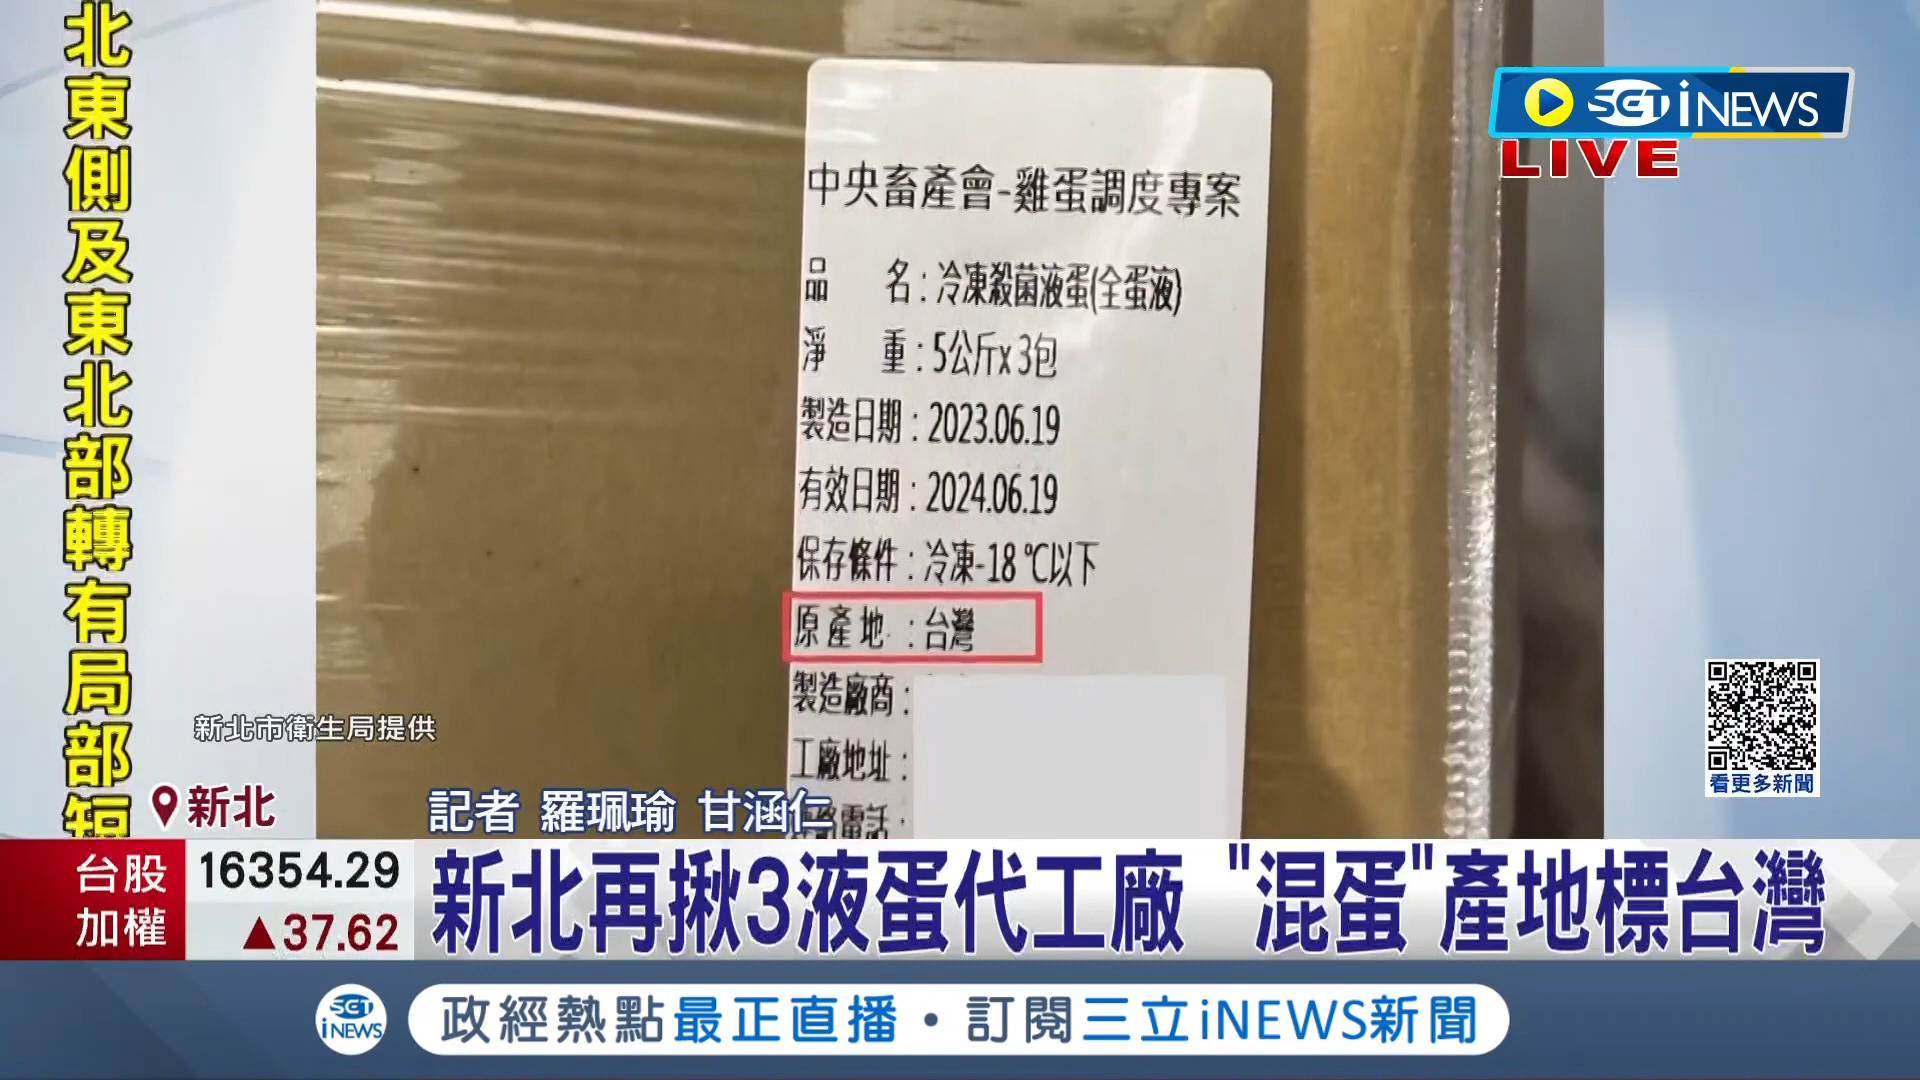 北東側及東北部轉有局部短
SET iNEWS
LIVE
中央畜產會-雞蛋調度專案
品 名：冷凍殺菌液蛋(全蛋液)
淨 重：5公斤x3包
製造日期：2023.06.19
有效日期：2024.06.19
保存條件：冷凍-18℃以下
原產地：台灣
製造廠商：
工廠地址：
電話：
新北市衛生局提供
看更多新聞
新北
記者 羅珮瑜 甘涵仁
台股
加權
16354.29
▲37.62
新北再揪3液蛋代工廠 "混蛋"產地標台灣
SET iNEWS
政經熱點最正直播・訂閱三立iNEWS新聞